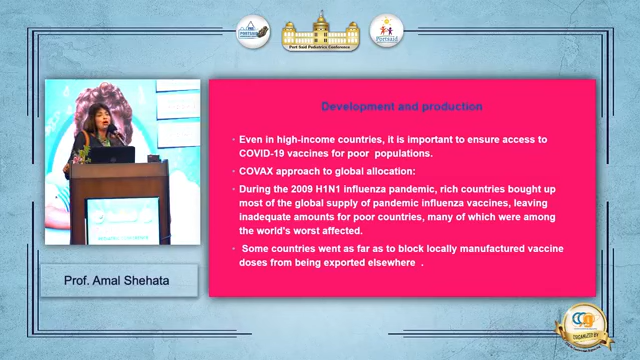 Port Said Pediatrics Conference
Portsaid
Development and production
• Even in high-income countries, it is important to ensure access to
COVID-19 vaccines for poor populations.
• COVAX approach to global allocation:
• During the 2009 H1N1 influenza pandemic, rich countries bought up
most of the global supply of pandemic influenza vaccines, leaving
inadequate amounts for poor countries, many of which were among
the world's worst affected.
• Some countries went as far as to block locally manufactured vaccine
doses from being exported elsewhere .
Prof. Amal Shehata
ORGANIZED BY